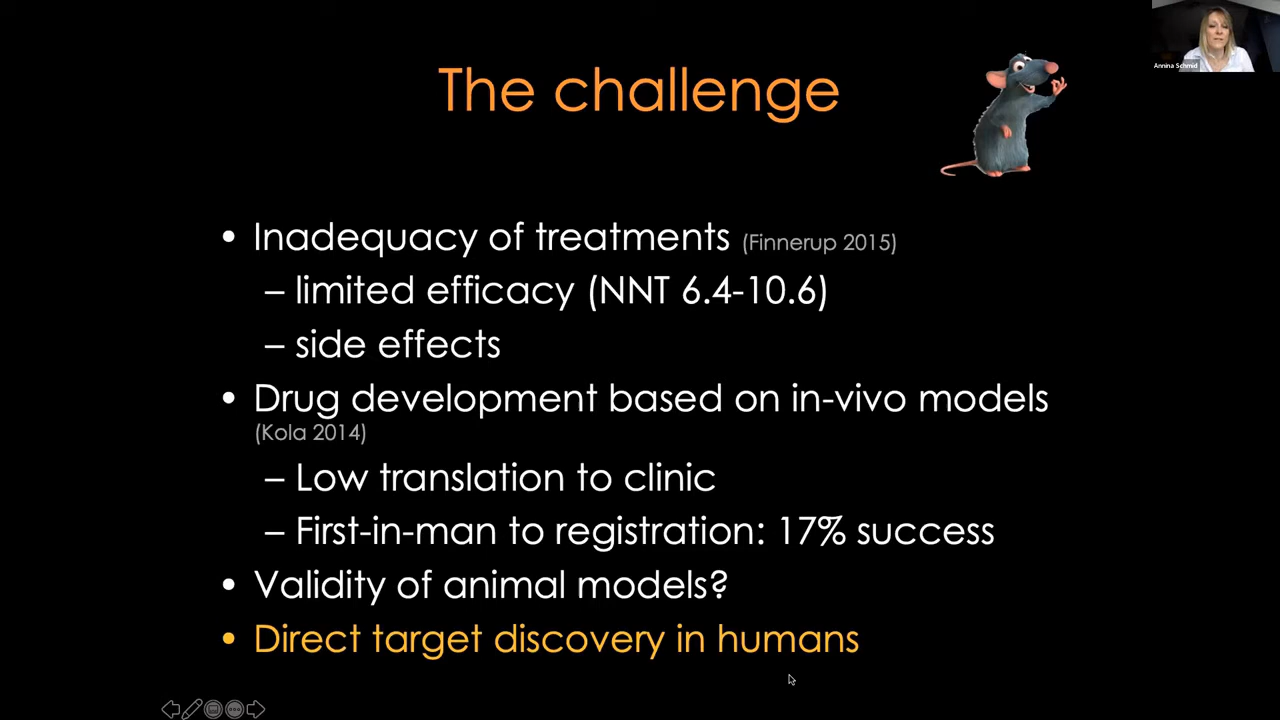 Annina Schmid
The challenge
• Inadequacy of treatments (Finnerup 2015)
– limited efficacy (NNT 6.4-10.6)
– side effects
• Drug development based on in-vivo models
(Kola 2014)
– Low translation to clinic
– First-in-man to registration: 17% success
• Validity of animal models?
• Direct target discovery in humans